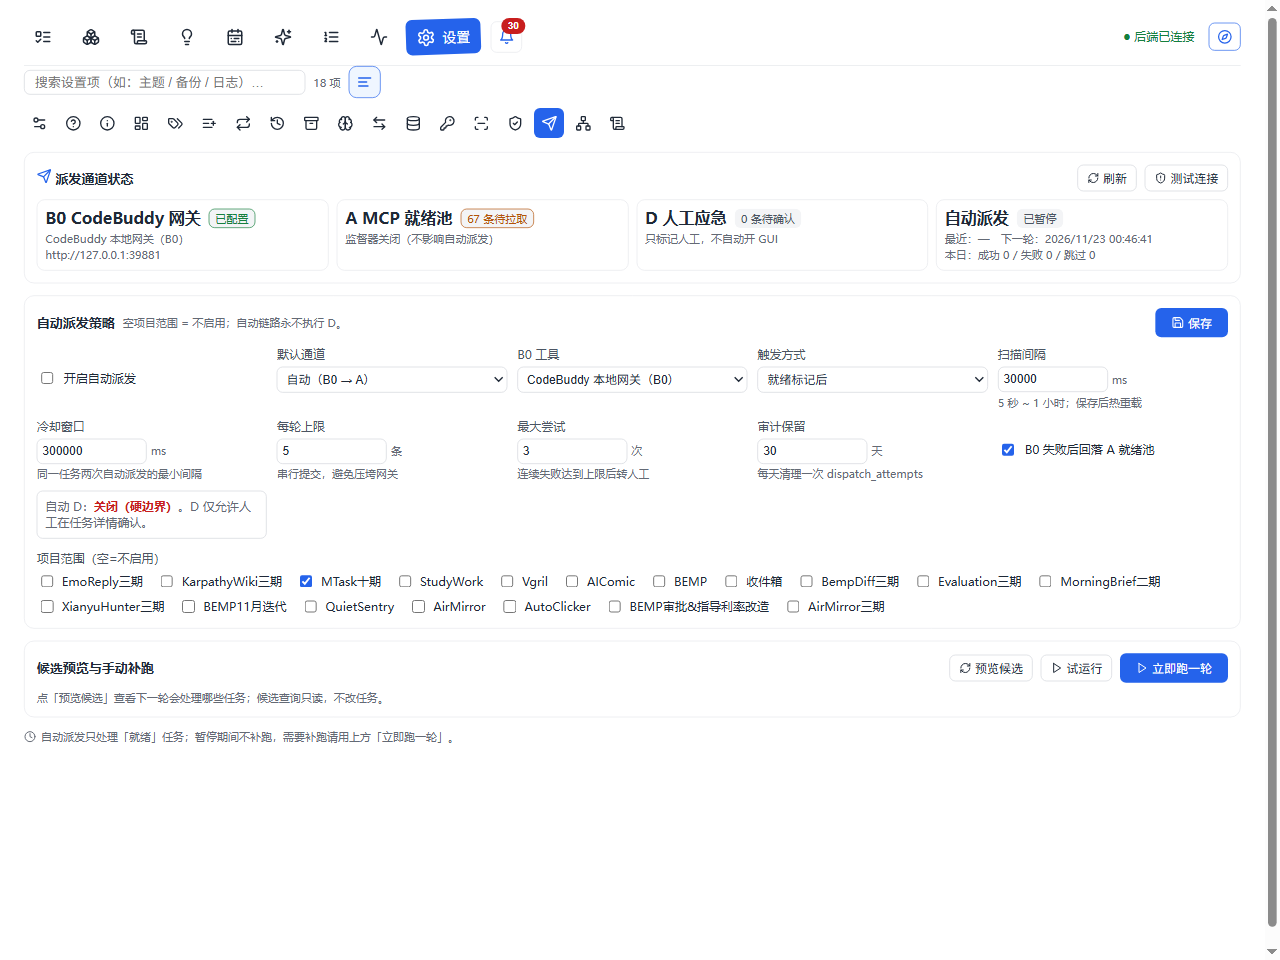 设置
30
后端已连接
搜索设置项（如：主题 / 备份 / 日志）…
18 项
派发通道状态
刷新
测试连接
B0 CodeBuddy 网关 已配置
CodeBuddy 本地网关（B0）
http://127.0.0.1:39881
A MCP 就绪池 67 条待拉取
监督器关闭（不影响自动派发）
D 人工应急 0 条待确认
只标记人工，不自动开 GUI
自动派发 已暂停
最近：— 下一轮：2026/11/23 00:46:41
本日：成功 0 / 失败 0 / 跳过 0
自动派发策略 空项目范围 = 不启用；自动链路永不执行 D。
保存
开启自动派发
默认通道
自动（B0 → A）
B0 工具
CodeBuddy 本地网关（B0）
触发方式
就绪标记后
扫描间隔
30000 ms
5 秒 ~ 1 小时；保存后热重载
冷却窗口
300000 ms
同一任务两次自动派发的最小间隔
每轮上限
5 条
串行提交，避免压垮网关
最大尝试
3 次
连续失败达到上限后转人工
审计保留
30 天
每天清理一次 dispatch_attempts
B0 失败后回落 A 就绪池
自动 D：关闭（硬边界）。D 仅允许人
工在任务详情确认。
项目范围（空=不启用）
EmoReply三期 KarpathyWiki三期 MTask十期 StudyWork Vgril AIComic BEMP 收件箱 BempDiff三期 Evaluation三期 MorningBrief二期
XianyuHunter三期 BEMP11月迭代 QuietSentry AirMirror AutoClicker BEMP审批&指导利率改造 AirMirror三期
候选预览与手动补跑
预览候选
试运行
立即跑一轮
点「预览候选」查看下一轮会处理哪些任务；候选查询只读，不改任务。
自动派发只处理「就绪」任务；暂停期间不补跑，需要补跑请用上方「立即跑一轮」。